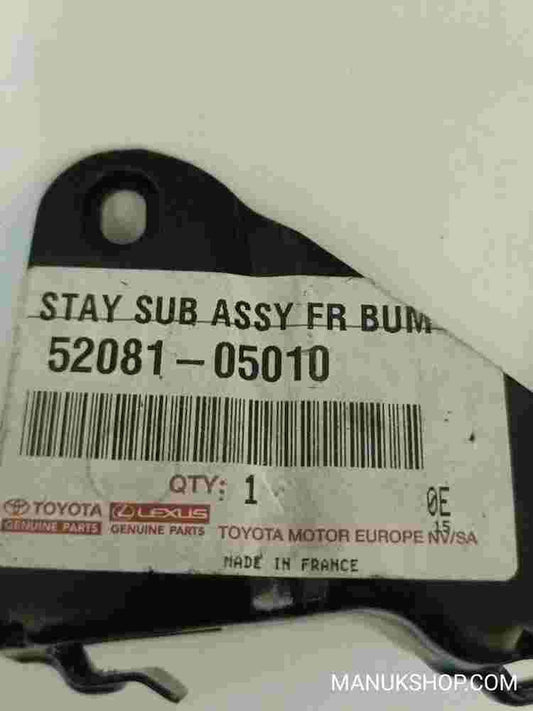 STAY SUB ASSY FR BUM
52081-05010
QTY: 1
0E
15
TOYOTA LEXUS
GENUINE PARTS GENUINE PARTS TOYOTA MOTOR EUROPE NV/SA
MADE IN FRANCE
MANUKSHOP.COM